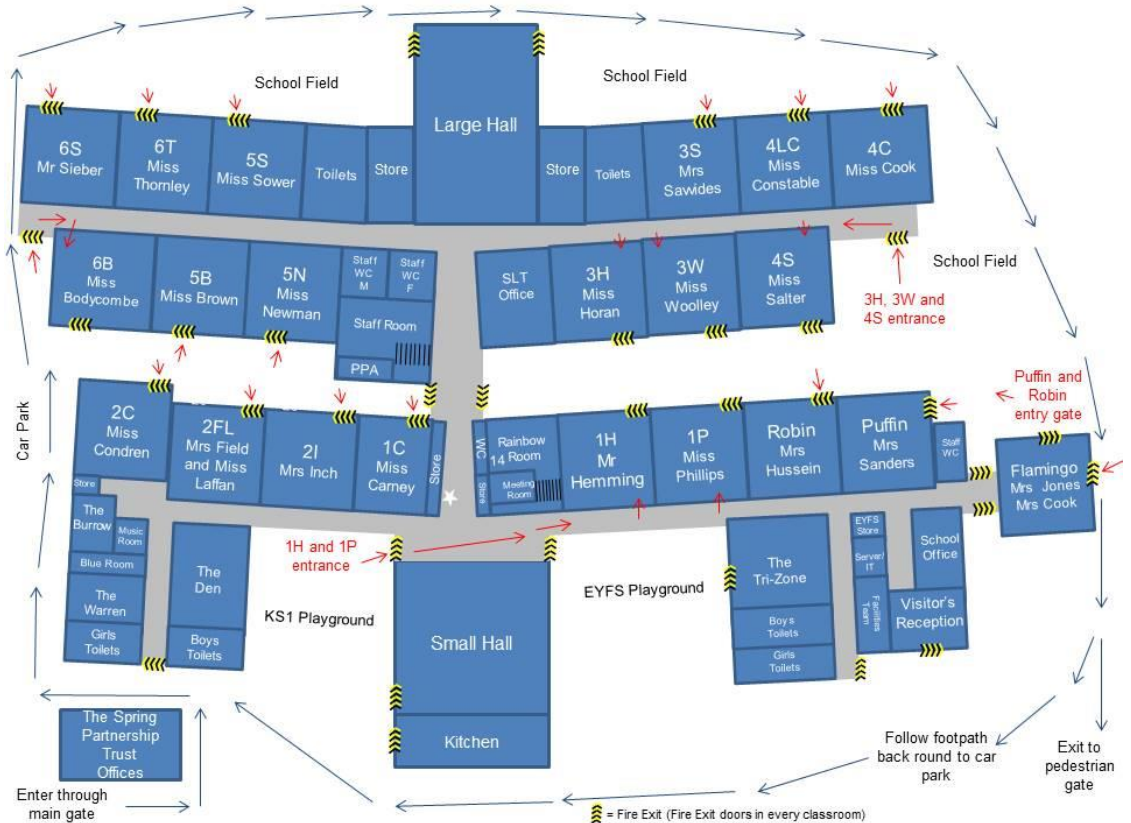 School Field
School Field
Large Hall
6S
Mr Sieber
6T
Miss
Thornley
5S
Miss Sower
Toilets
Store
Store
Toilets
3S
Mrs
Savvides
4LC
Miss
Constable
4C
Miss Cook
6B
Miss
Bodycombe
5B
Miss Brown
5N
Miss
Newman
Staff
WC
M
Staff
WC
F
Staff Room
PPA
SLT
Office
3H
Miss
Horan
3W
Miss
Woolley
4S
Miss
Salter
School Field
3H, 3W and
4S entrance
Car Park
2C
Miss
Condren
2FL
Mrs Field
and Miss
Laffan
2I
Mrs Inch
1C
Miss
Carney
Store
WC
Store
Rainbow
14 Room
Meeting
Room
1H
Mr
Hemming
1P
Miss
Phillips
Robin
Mrs
Hussein
Puffin
Mrs
Sanders
Staff
WC
Puffin and
Robin
entry gate
Flamingo
Mrs Jones
Mrs Cook
Store
The
Burrow
Music
Room
Blue Room
The
Warren
Girls
Toilets
The
Den
Boys
Toilets
1H and 1P
entrance
KS1 Playground
EYFS Playground
Small Hall
Kitchen
The
Tri-Zone
Boys
Toilets
Girls
Toilets
EYFS
Store
Server/
IT
Facilities
Team
School
Office
Visitor's
Reception
The Spring
Partnership
Trust
Offices
Enter through
main gate
Follow footpath
back round to car
park
Exit to
pedestrian
gate
= Fire Exit (Fire Exit doors in every classroom)